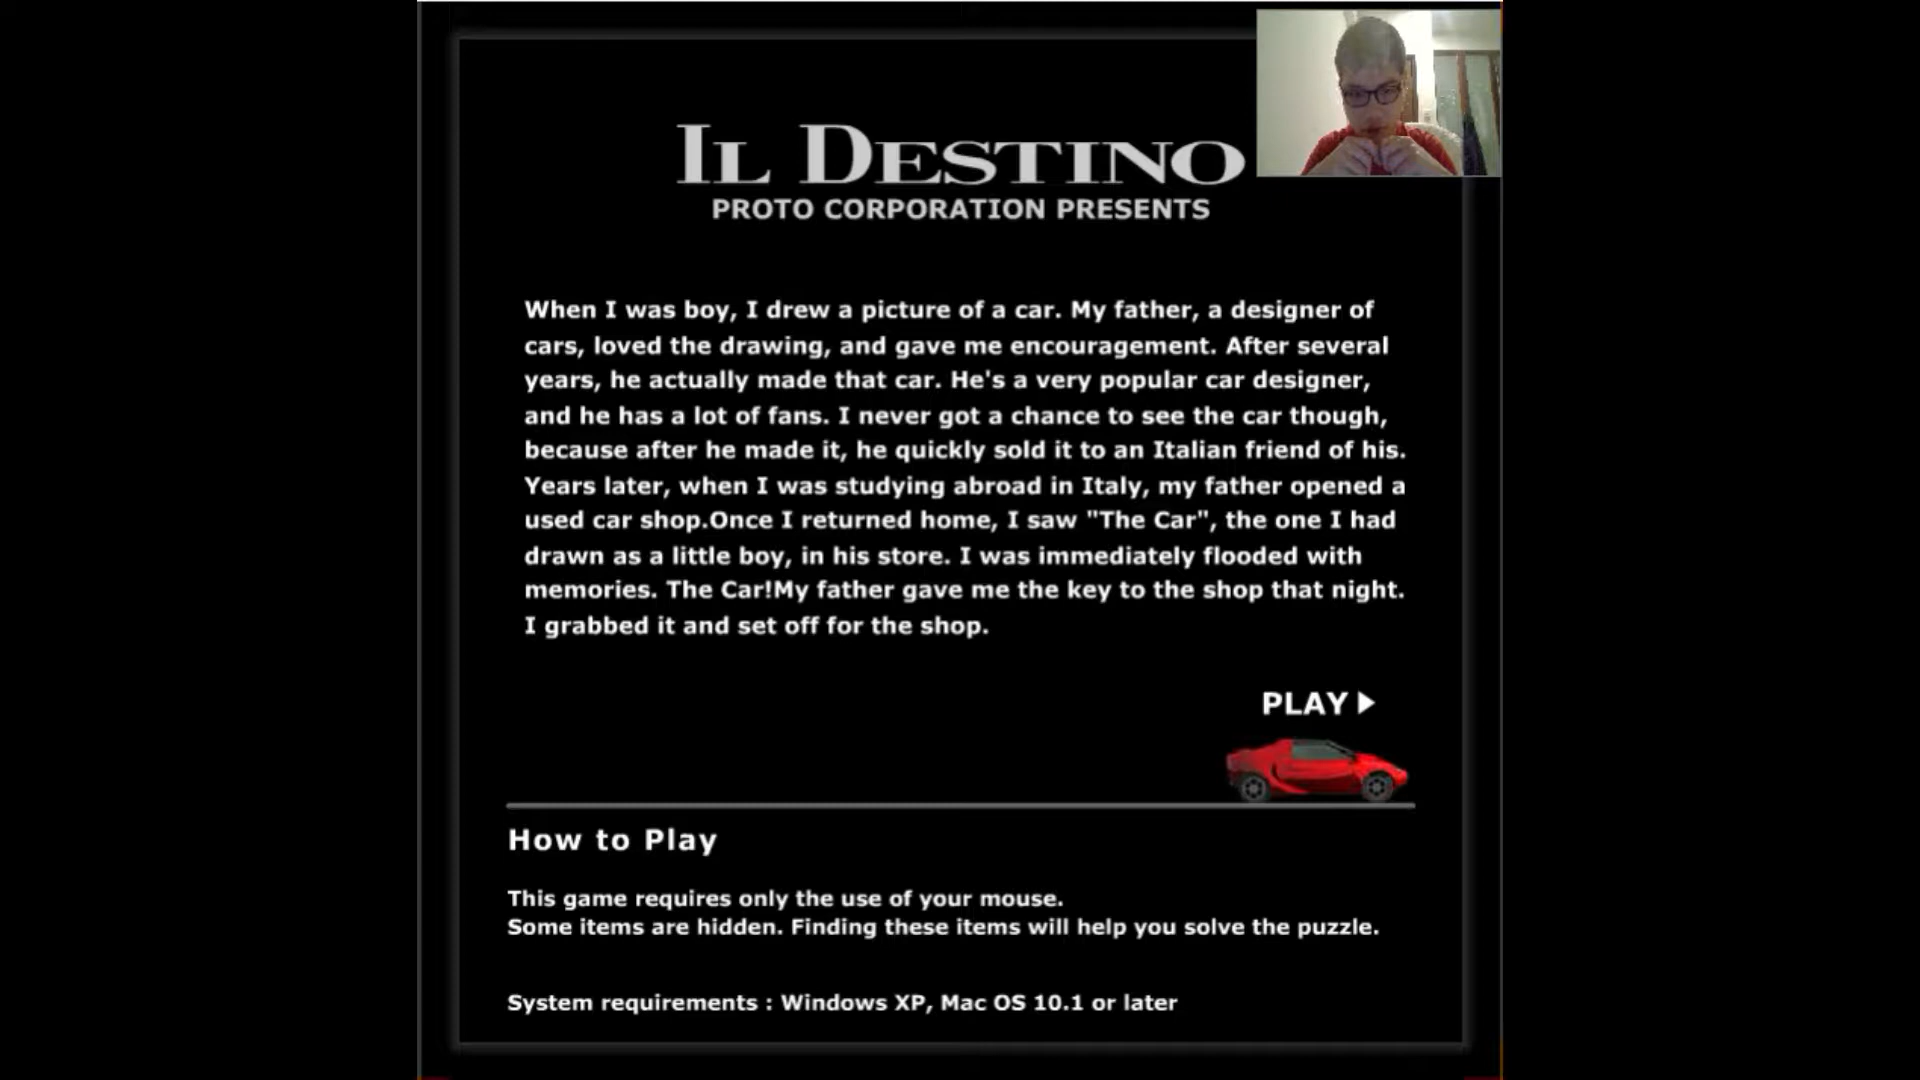 IL DESTINO
PROTO CORPORATION PRESENTS
When I was boy, I drew a picture of a car. My father, a designer of
cars, loved the drawing, and gave me encouragement. After several
years, he actually made that car. He's a very popular car designer,
and he has a lot of fans. I never got a chance to see the car though,
because after he made it, he quickly sold it to an Italian friend of his.
Years later, when I was studying abroad in Italy, my father opened a
used car shop.Once I returned home, I saw "The Car", the one I had
drawn as a little boy, in his store. I was immediately flooded with
memories. The Car!My father gave me the key to the shop that night.
I grabbed it and set off for the shop.
PLAY
How to Play
This game requires only the use of your mouse.
Some items are hidden. Finding these items will help you solve the puzzle.
System requirements : Windows XP, Mac OS 10.1 or later